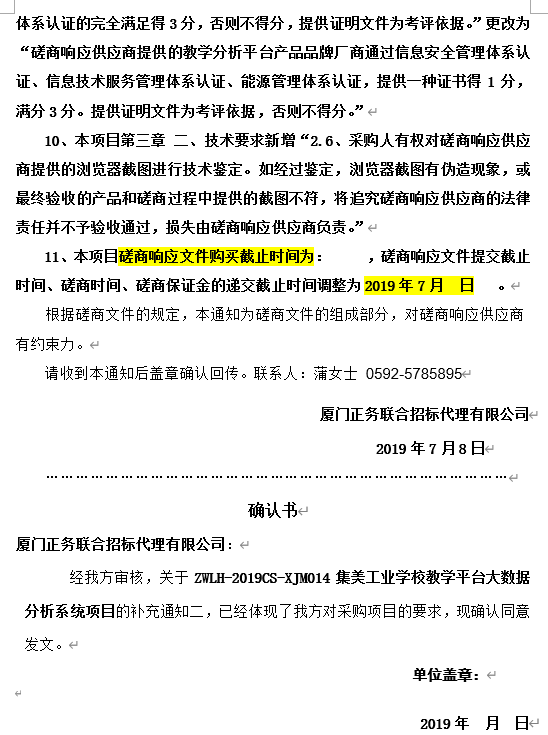 体系认证的完全满足得 3 分，否则不得分，提供证明文件为考评依据。”更改为
“磋商响应供应商提供的教学分析平台产品品牌厂商通过信息安全管理体系认
证、信息技术服务管理体系认证、能源管理体系认证，提供一种证书得 1 分，
满分 3 分。提供证明文件为考评依据，否则不得分。”
10、本项目第三章 二、技术要求新增“2.6、采购人有权对磋商响应供应
商提供的浏览器截图进行技术鉴定。如经过鉴定，浏览器截图有伪造现象，或
最终验收的产品和磋商过程中提供的截图不符，将追究磋商响应供应商的法律
责任并不予验收通过，损失由磋商响应供应商负责。”
11、本项目磋商响应文件购买截止时间为： ，磋商响应文件提交截止
时间、磋商时间、磋商保证金的递交截止时间调整为 2019 年 7 月 日 。
根据磋商文件的规定，本通知为磋商文件的组成部分，对磋商响应供应商
有约束力。
请收到本通知后盖章确认回传。联系人：蒲女士 0592-5785895
厦门正务联合招标代理有限公司
2019 年 7 月 8 日
………………………………………………………………………………
确认书
厦门正务联合招标代理有限公司：
经我方审核，关于 ZWLH-2019CS-XJM014 集美工业学校教学平台大数据
分析系统项目的补充通知二，已经体现了我方对采购项目的要求，现确认同意
发文。
单位盖章：
2019 年 月 日